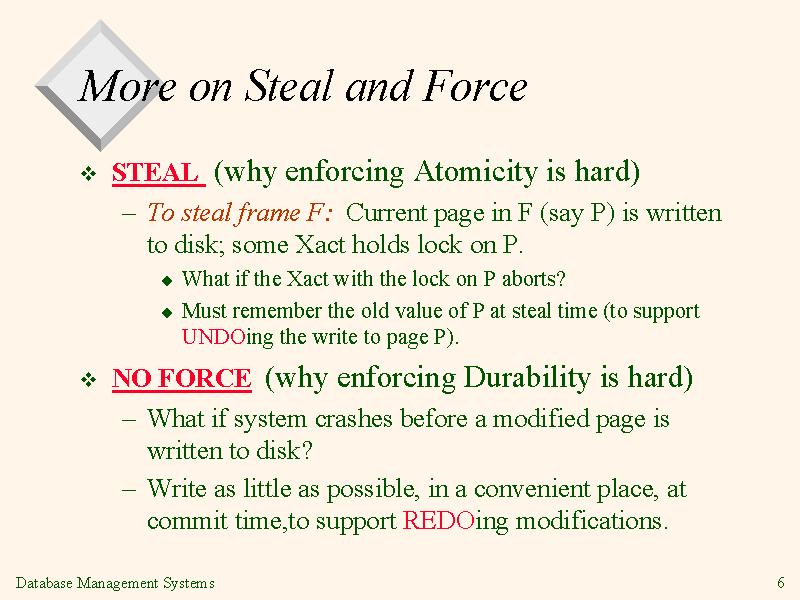 More on Steal and Force
❖ STEAL (why enforcing Atomicity is hard)
– To steal frame F: Current page in F (say P) is written
to disk; some Xact holds lock on P.
◆ What if the Xact with the lock on P aborts?
◆ Must remember the old value of P at steal time (to support
UNDOing the write to page P).
❖ NO FORCE (why enforcing Durability is hard)
– What if system crashes before a modified page is
written to disk?
– Write as little as possible, in a convenient place, at
commit time,to support REDOing modifications.
Database Management Systems 6